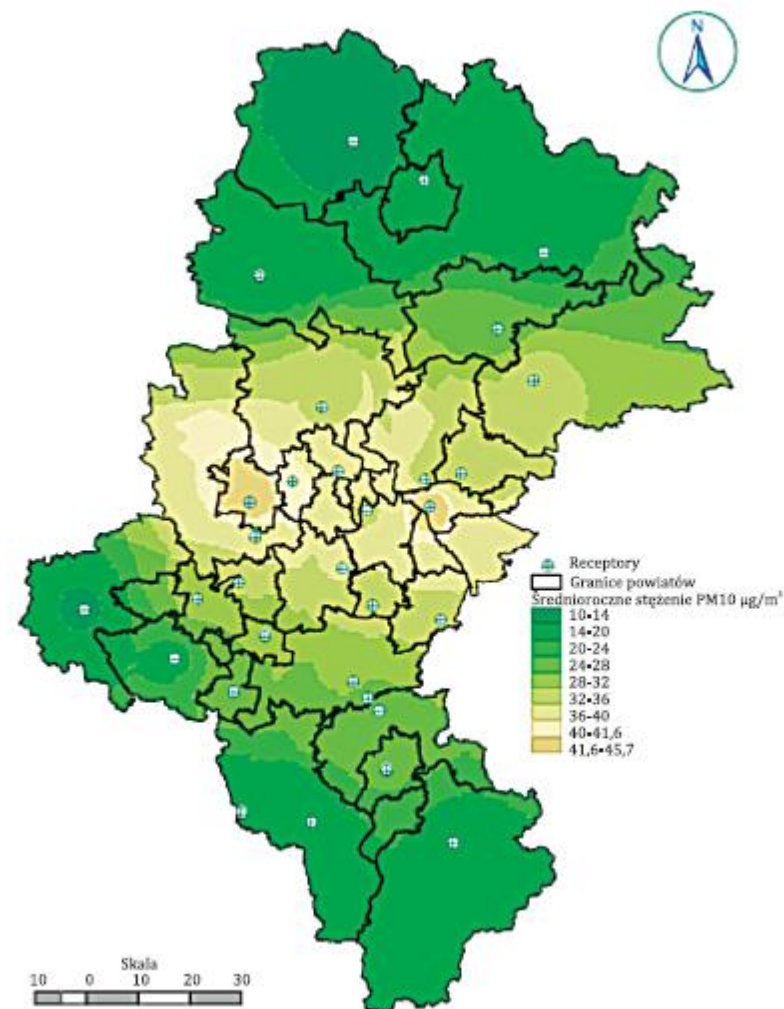 N
Receptory
Granice powiatów
Średnioroczne stężenie PM10 µg/m³
10-14
14-20
20-24
24-28
28-32
32-36
36-40
40-41,6
41,6-45,7
Skala
10 0 10 20 30